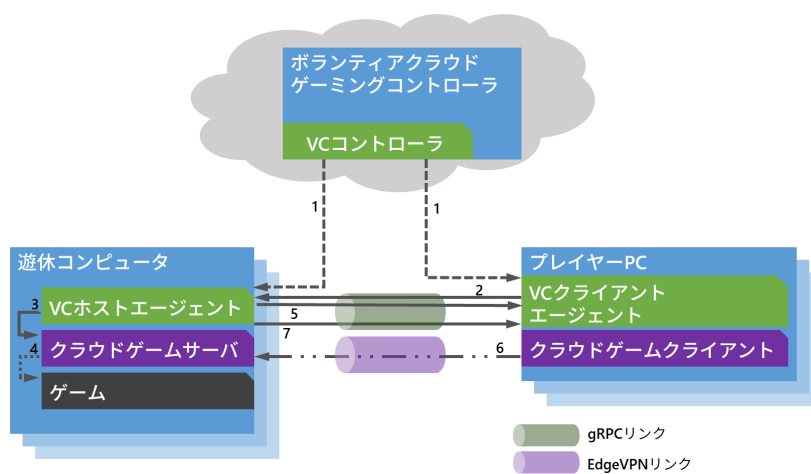 ボランティアクラウド
ゲーミングコントローラ
VCコントローラ
1
1
遊休コンピュータ
プレイヤーPC
VCホストエージェント
VCクライアント
エージェント
2
3
5
7
クラウドゲームサーバ
クラウドゲームクライアント
4
6
ゲーム
gRPCリンク
EdgeVPNリンク